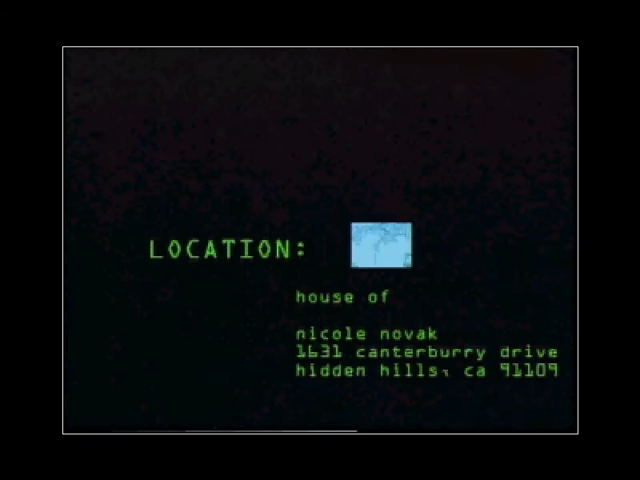 LOCATION:
house of
nicole novak
1631 canterburry drive
hidden hills, ca 91109